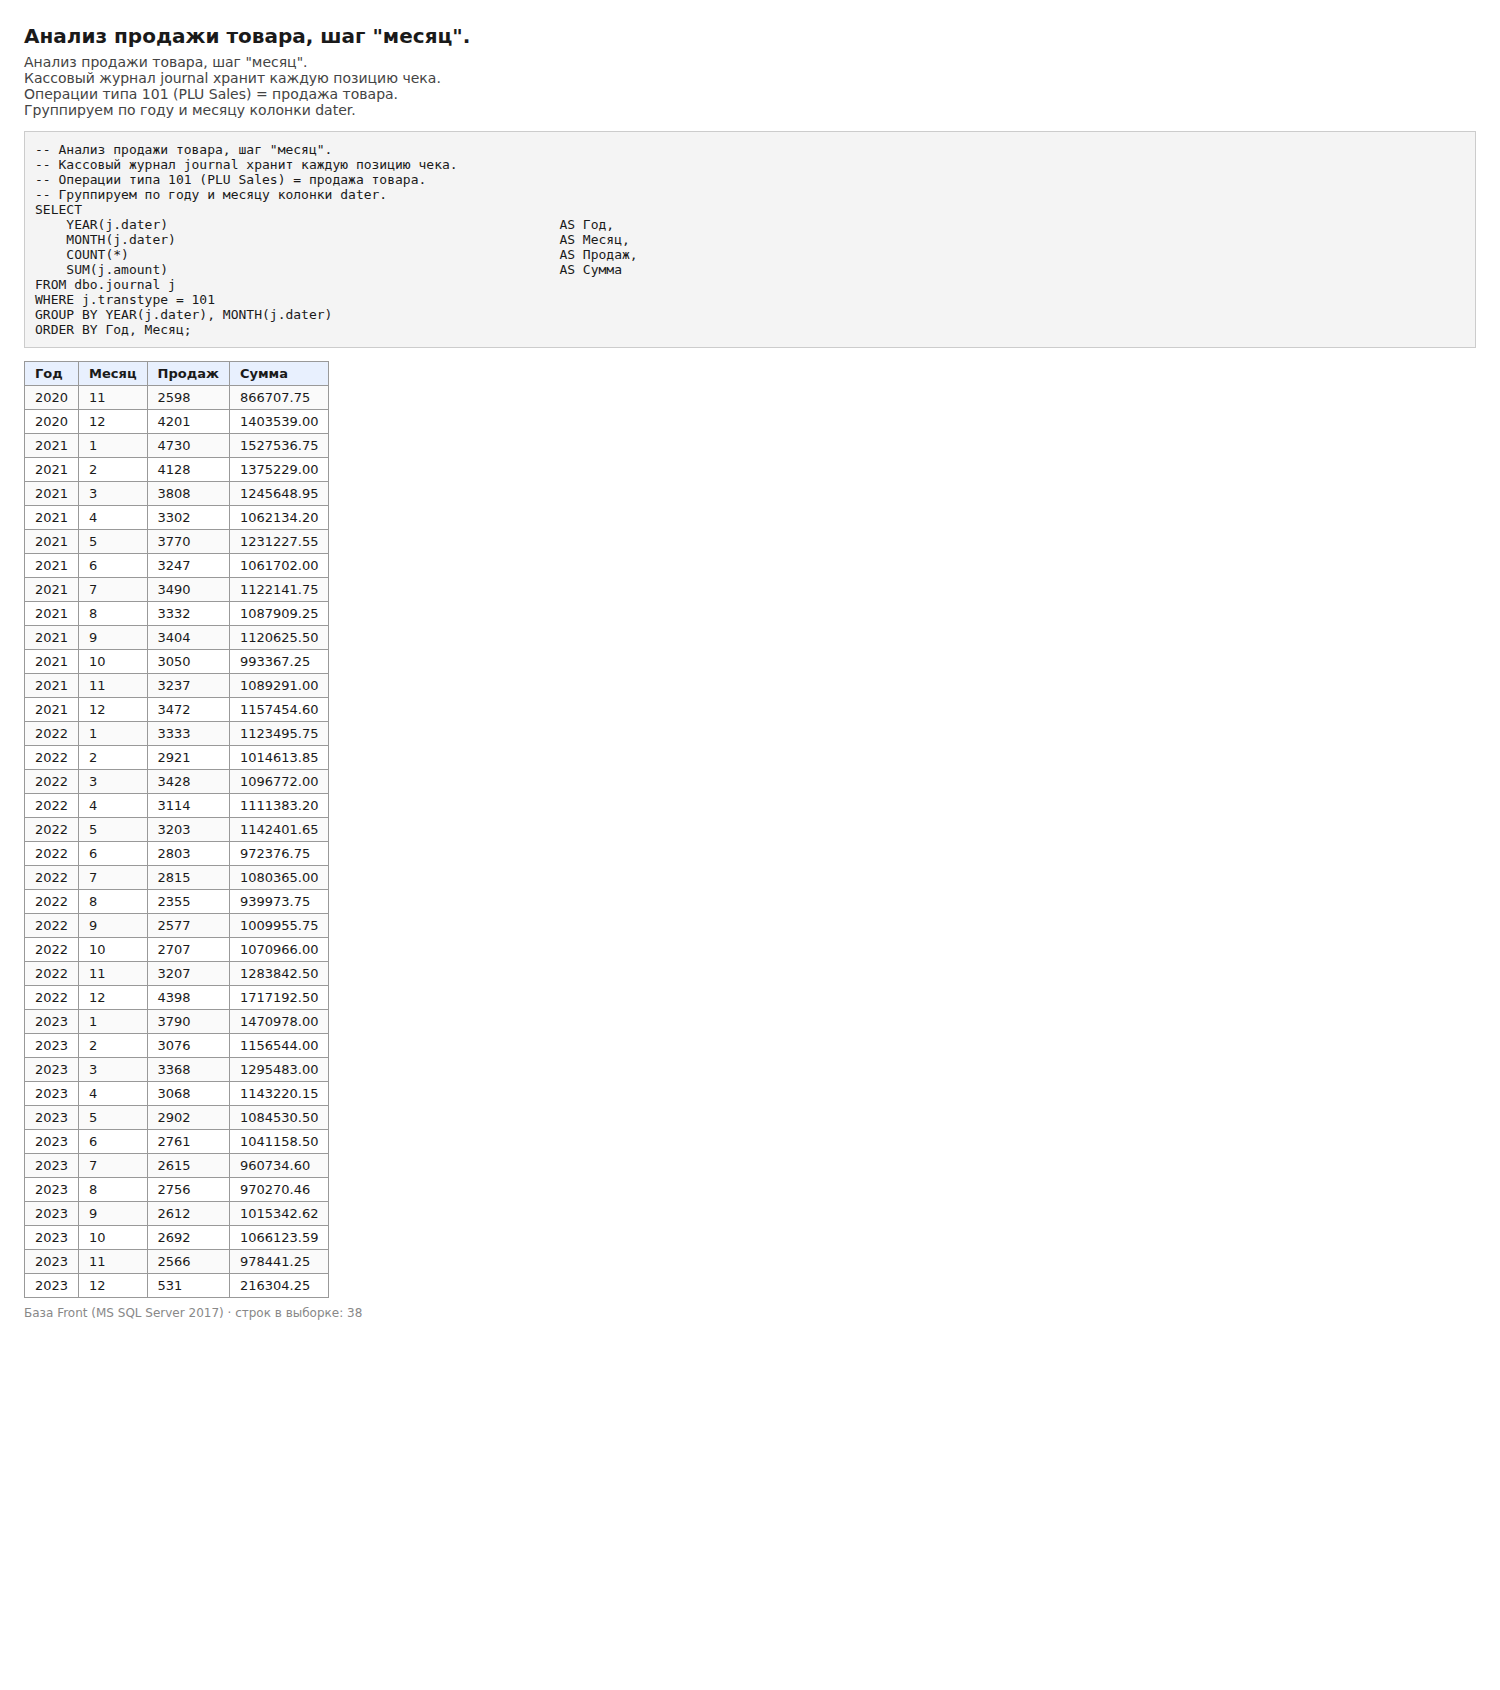 Анализ продажи товара, шаг "месяц".
Анализ продажи товара, шаг "месяц".
Кассовый журнал journal хранит каждую позицию чека.
Операции типа 101 (PLU Sales) = продажа товара.
Группируем по году и месяцу колонки dater.
-- Анализ продажи товара, шаг "месяц".
-- Кассовый журнал journal хранит каждую позицию чека.
-- Операции типа 101 (PLU Sales) = продажа товара.
-- Группируем по году и месяцу колонки dater.
SELECT
    YEAR(j.dater)                                                  AS Год,
    MONTH(j.dater)                                                 AS Месяц,
    COUNT(*)                                                       AS Продаж,
    SUM(j.amount)                                                  AS Сумма
FROM dbo.journal j
WHERE j.transtype = 101
GROUP BY YEAR(j.dater), MONTH(j.dater)
ORDER BY Год, Месяц;
Год Месяц Продаж Сумма
2020 11 2598 866707.75
2020 12 4201 1403539.00
2021 1 4730 1527536.75
2021 2 4128 1375229.00
2021 3 3808 1245648.95
2021 4 3302 1062134.20
2021 5 3770 1231227.55
2021 6 3247 1061702.00
2021 7 3490 1122141.75
2021 8 3332 1087909.25
2021 9 3404 1120625.50
2021 10 3050 993367.25
2021 11 3237 1089291.00
2021 12 3472 1157454.60
2022 1 3333 1123495.75
2022 2 2921 1014613.85
2022 3 3428 1096772.00
2022 4 3114 1111383.20
2022 5 3203 1142401.65
2022 6 2803 972376.75
2022 7 2815 1080365.00
2022 8 2355 939973.75
2022 9 2577 1009955.75
2022 10 2707 1070966.00
2022 11 3207 1283842.50
2022 12 4398 1717192.50
2023 1 3790 1470978.00
2023 2 3076 1156544.00
2023 3 3368 1295483.00
2023 4 3068 1143220.15
2023 5 2902 1084530.50
2023 6 2761 1041158.50
2023 7 2615 960734.60
2023 8 2756 970270.46
2023 9 2612 1015342.62
2023 10 2692 1066123.59
2023 11 2566 978441.25
2023 12 531 216304.25
База Front (MS SQL Server 2017) · строк в выборке: 38